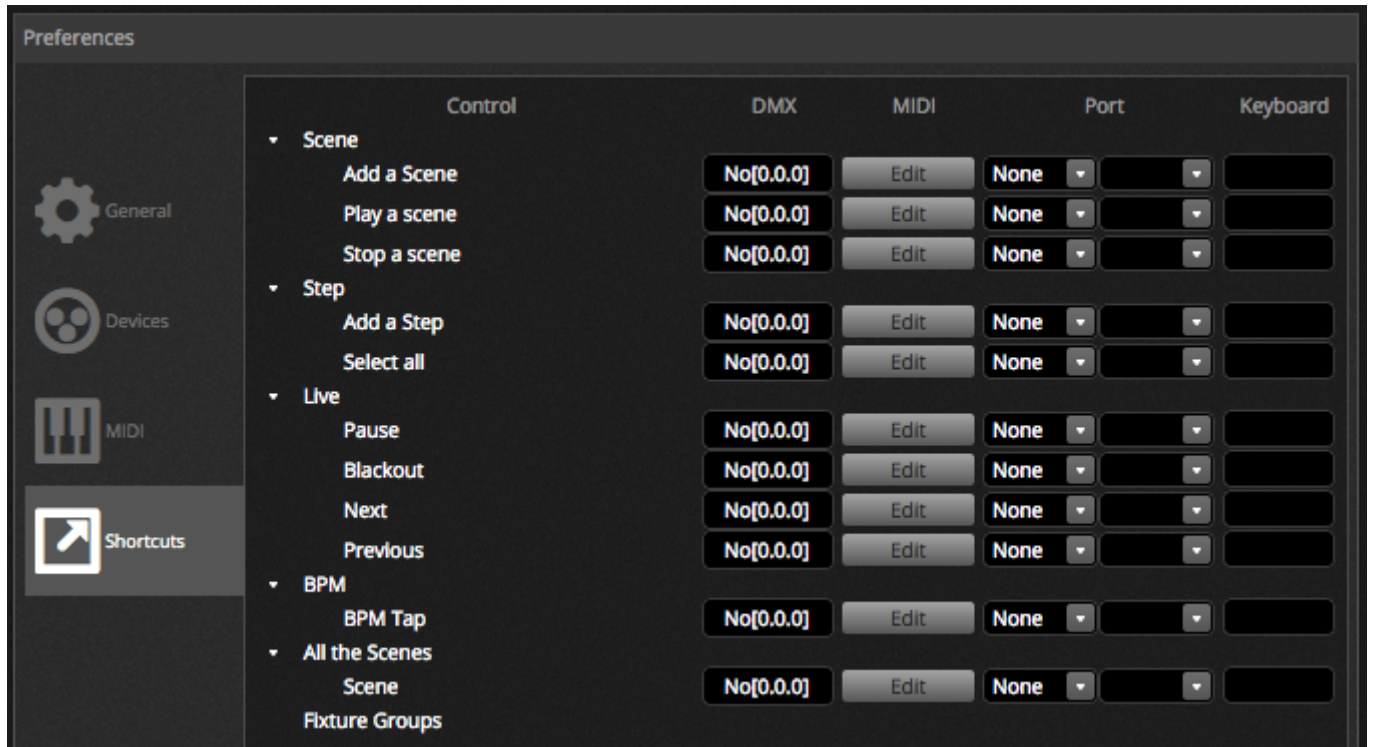 Preferences
Control DMX MIDI Port Keyboard
Scene
Add a Scene No[0.0.0] Edit None
General
Play a scene No[0.0.0] Edit None
Stop a scene No[0.0.0] Edit None
Step
Devices
Add a Step No[0.0.0] Edit None
Select all No[0.0.0] Edit None
Live
MIDI
Pause No[0.0.0] Edit None
Blackout No[0.0.0] Edit None
Next No[0.0.0] Edit None
Shortcuts
Previous No[0.0.0] Edit None
BPM
BPM Tap No[0.0.0] Edit None
All the Scenes
Scene No[0.0.0] Edit None
Fixture Groups